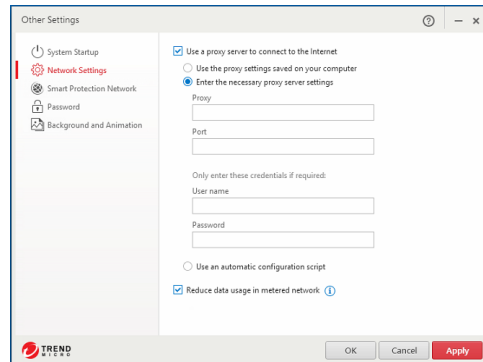 Other Settings
System Startup
Network Settings
Smart Protection Network
Password
Background and Animation
Use a proxy server to connect to the Internet
Use the proxy settings saved on your computer
Enter the necessary proxy server settings
Proxy
Port
Only enter these credentials if required:
User name
Password
Use an automatic configuration script
Reduce data usage in metered network
TREND
MICRO
OK Cancel Apply